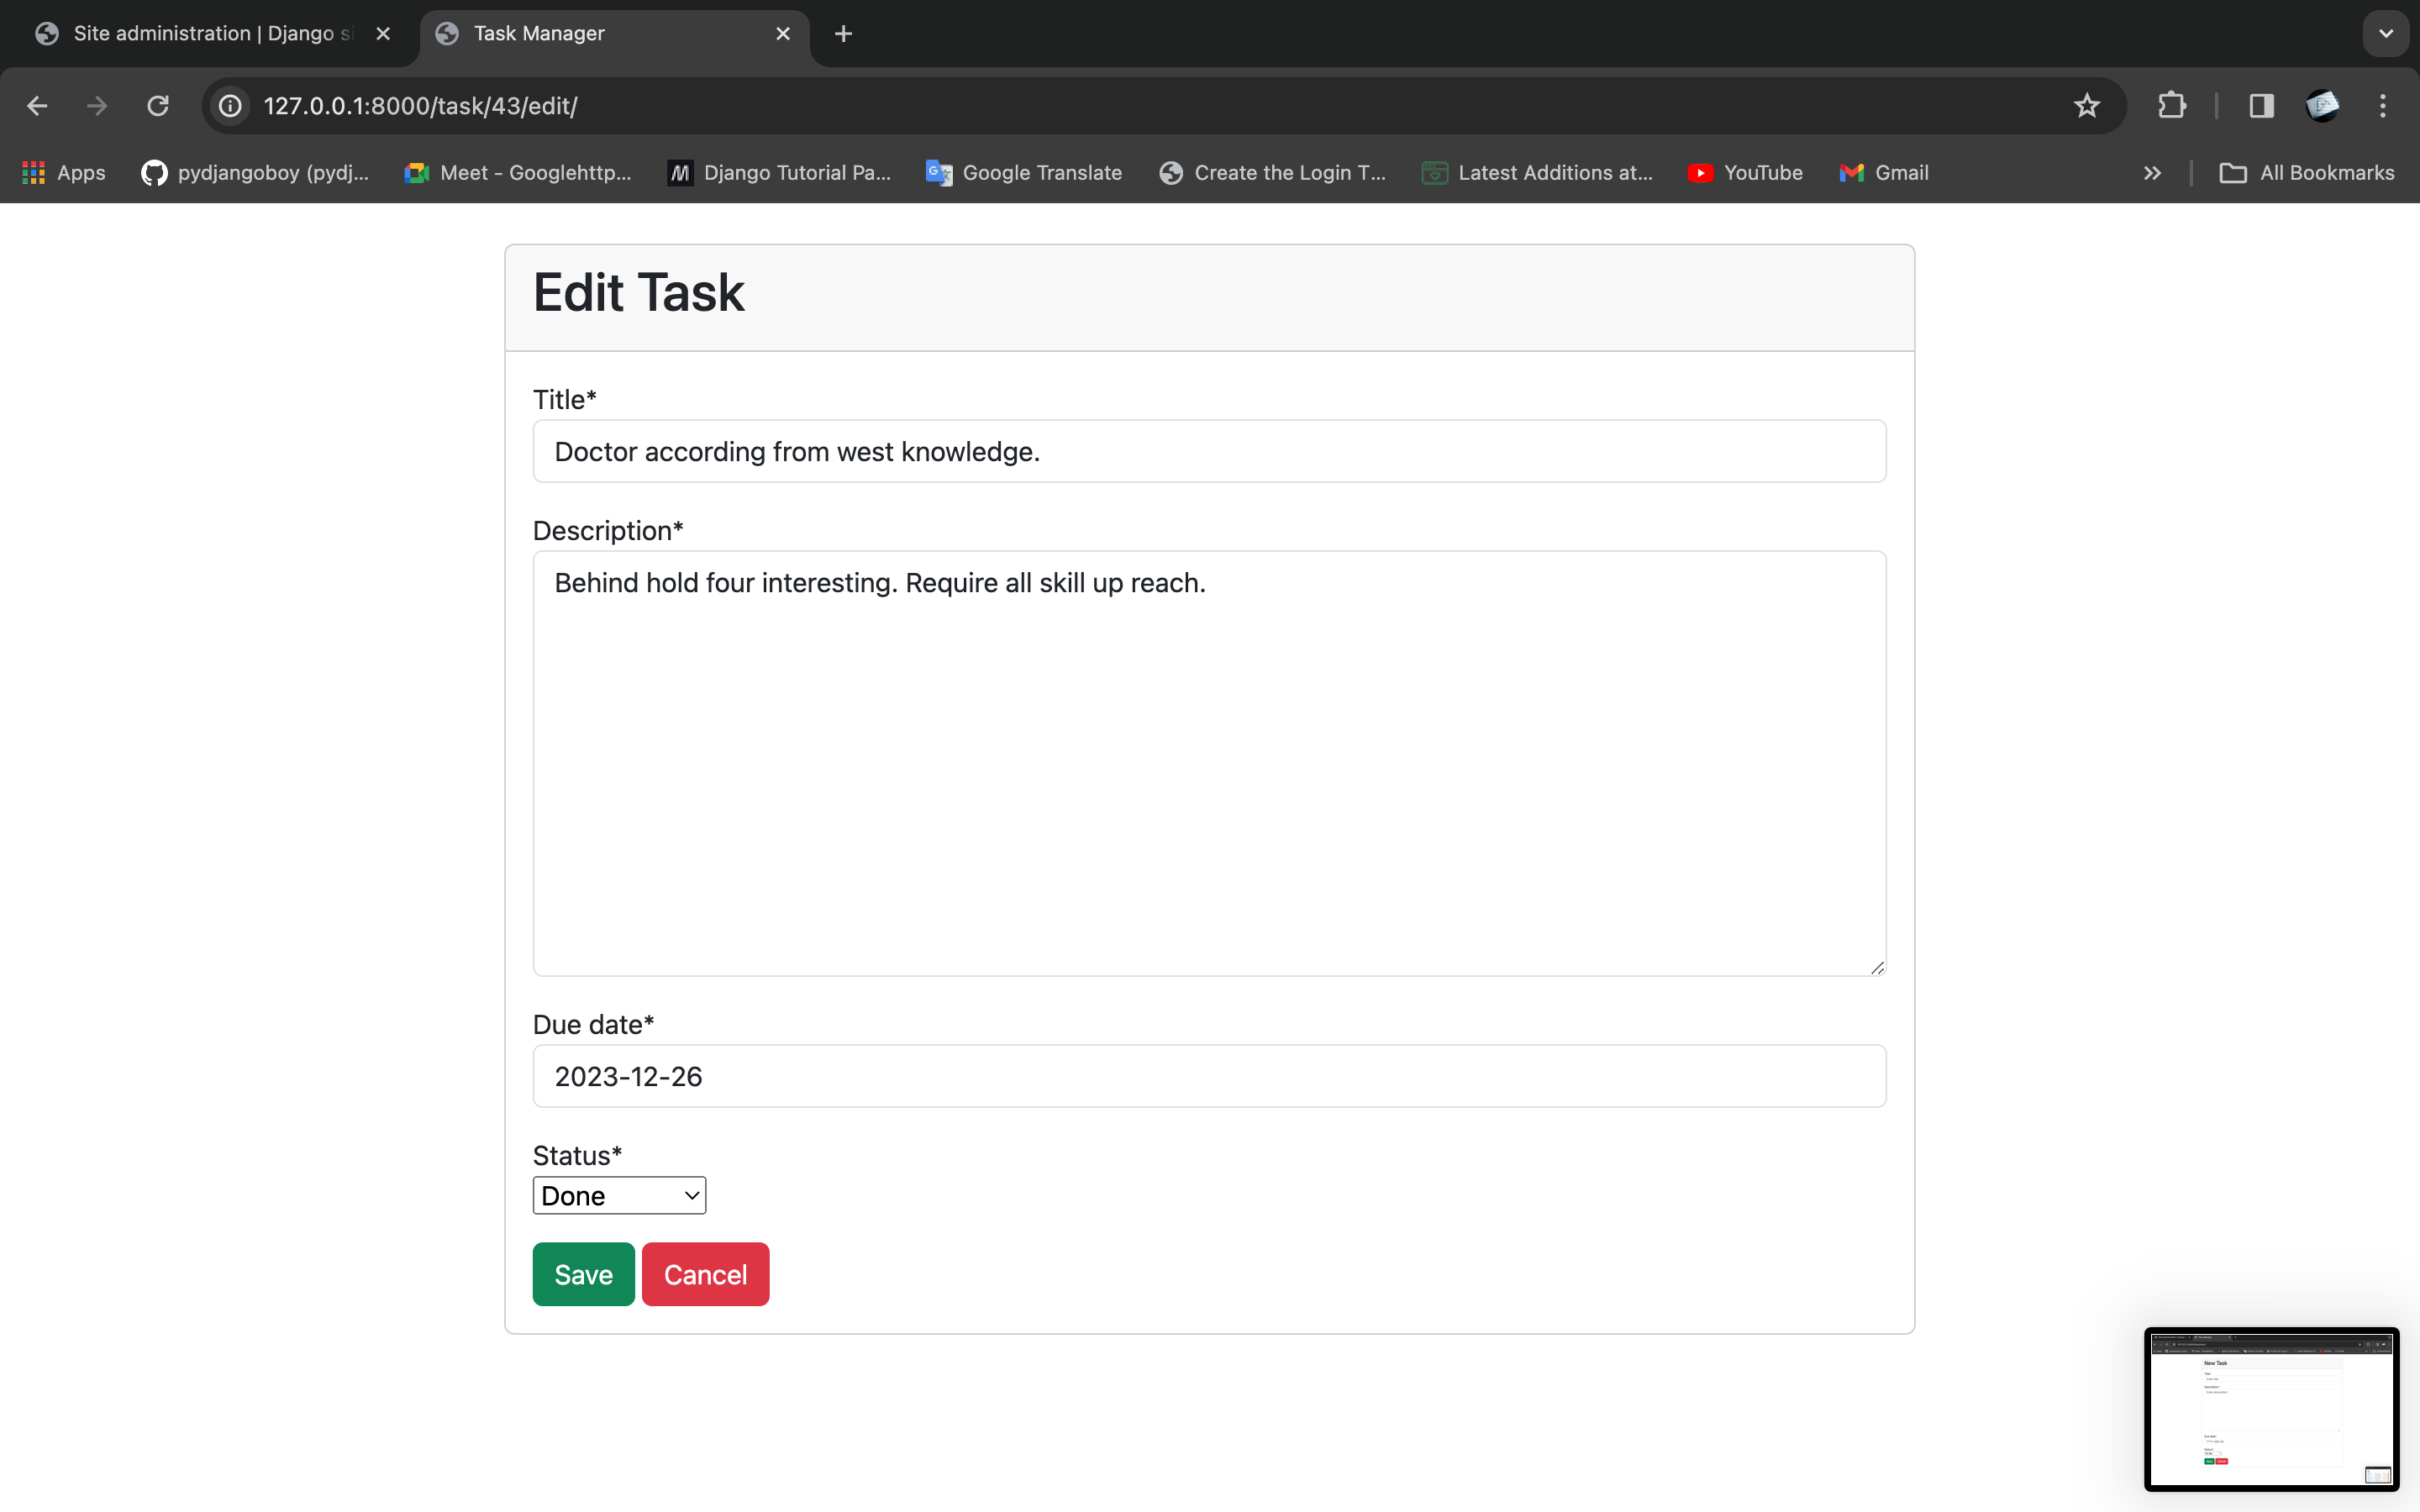 Site administration | Django si
Task Manager
127.0.0.1:8000/task/43/edit/
Apps
pydjangoboy (pydj...
Meet - Googlehttp...
Django Tutorial Pa...
Google Translate
Create the Login T...
Latest Additions at...
YouTube
Gmail
All Bookmarks
Edit Task
Title*
Doctor according from west knowledge.
Description*
Behind hold four interesting. Require all skill up reach.
Due date*
2023-12-26
Status*
Done
Save Cancel
New Task